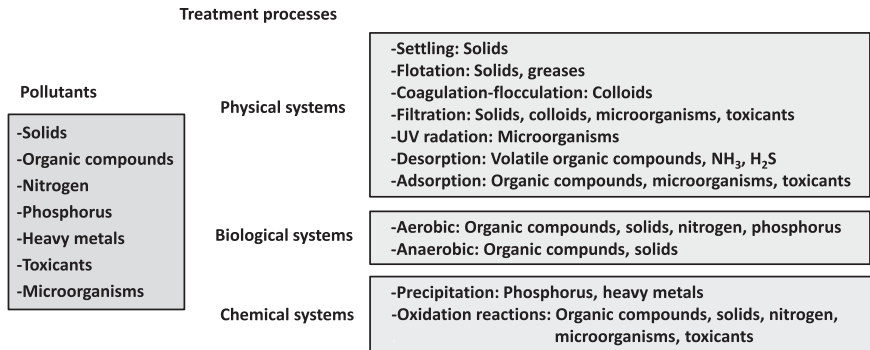 Treatment processes
Pollutants
-Solids
-Organic compounds
-Nitrogen
-Phosphorus
-Heavy metals
-Toxicants
-Microorganisms
Physical systems
-Settling: Solids
-Flotation: Solids, greases
-Coagulation-flocculation: Colloids
-Filtration: Solids, colloids, microorganisms, toxicants
-UV radation: Microorganisms
-Desorption: Volatile organic compounds, NH₃, H₂S
-Adsorption: Organic compounds, microorganisms, toxicants
Biological systems
-Aerobic: Organic compounds, solids, nitrogen, phosphorus
-Anaerobic: Organic compunds, solids
Chemical systems
-Precipitation: Phosphorus, heavy metals
-Oxidation reactions: Organic compounds, solids, nitrogen,
microorganisms, toxicants